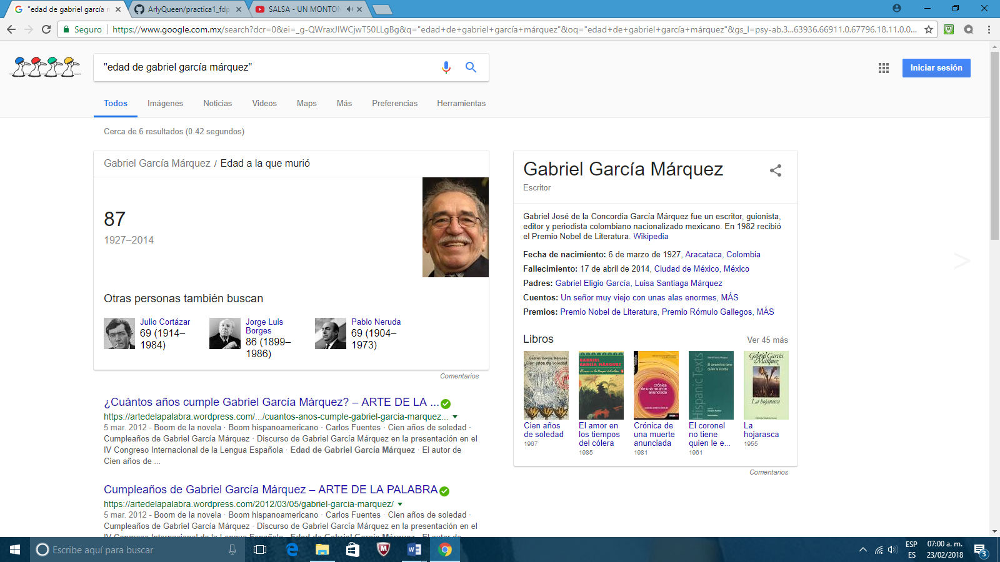 "edad de gabriel garcía m
ArlyQueen/practica1_fdp
SALSA - UN MONTON
Seguro
https://www.google.com.mx/search?dcr=0&ei=_g-QWraxJIWCjwT50LLgBg&q="edad+de+gabriel+garcía+márquez"&oq="edad+de+gabriel+garcía+márquez"&gs_l=psy-ab.3...63936.66911.0.67796.18.11.0.0...
"edad de gabriel garcía márquez"
Iniciar sesión
Todos Imágenes Noticias Videos Maps Más Preferencias Herramientas
Cerca de 6 resultados (0.42 segundos)
Gabriel García Márquez / Edad a la que murió
87
1927–2014
Otras personas también buscan
Julio Cortázar
69 (1914–
1984)
Jorge Luis
Borges
86 (1899–
1986)
Pablo Neruda
69 (1904–
1973)
Comentarios
¿Cuántos años cumple Gabriel García Márquez? – ARTE DE LA ...
https://artedelapalabra.wordpress.com/.../cuantos-anos-cumple-gabriel-garcia-marquez...
5 mar. 2012 - Boom de la novela · Boom hispanoamericano · Carlos Fuentes · Cien años de soledad ·
Cumpleaños de Gabriel García Márquez · Discurso de Gabriel García Márquez en la presentación en el
IV Congreso Internacional de la Lengua Española · Edad de Gabriel García Márquez · El autor de
Cien años de ...
Cumpleaños de Gabriel García Márquez – ARTE DE LA PALABRA
https://artedelapalabra.wordpress.com/2012/03/05/gabriel-garcia-marquez/
5 mar. 2012 - Boom de la novela · Boom hispanoamericano · Carlos Fuentes · Cien años de soledad ·
Cumpleaños de Gabriel García Márquez · Discurso de Gabriel García Márquez en la presentación en el
IV Congreso Internacional de la Lengua Española · Edad de Gabriel García Márquez · El autor de
Gabriel García Márquez
Escritor
Gabriel José de la Concordia García Márquez fue un escritor, guionista,
editor y periodista colombiano nacionalizado mexicano. En 1982 recibió
el Premio Nobel de Literatura. Wikipedia
Fecha de nacimiento: 6 de marzo de 1927, Aracataca, Colombia
Fallecimiento: 17 de abril de 2014, Ciudad de México, México
Padres: Gabriel Eligio García, Luisa Santiaga Márquez
Cuentos: Un señor muy viejo con unas alas enormes, MÁS
Premios: Premio Nobel de Literatura, Premio Rómulo Gallegos, MÁS
Libros
Ver 45 más
Cien años
de soledad
1967
El amor en
los tiempos
del cólera
1985
Crónica de
una muerte
anunciada
1981
El coronel
no tiene
quien le e...
1961
La
hojarasca
1955
Comentarios
Escribe aquí para buscar
ESP
ES
07:00 a. m.
23/02/2018
3